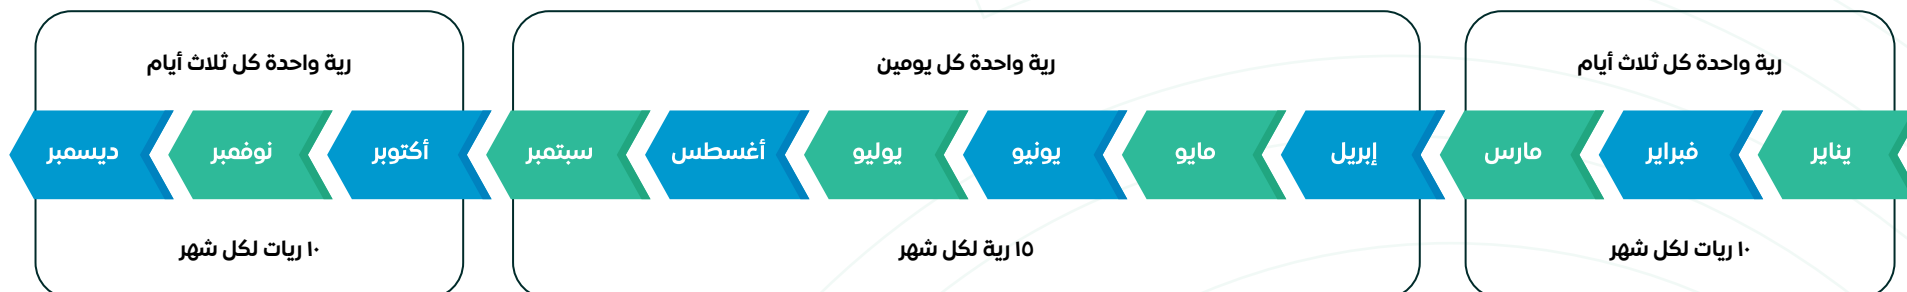 رية واحدة كل ثلاث أيام
رية واحدة كل يومين
رية واحدة كل ثلاث أيام
يناير
فبراير
مارس
إبريل
مايو
يونيو
يوليو
أغسطس
سبتمبر
أكتوبر
نوفمبر
ديسمبر
١٠ ريات لكل شهر
١٥ رية لكل شهر
١٠ ريات لكل شهر